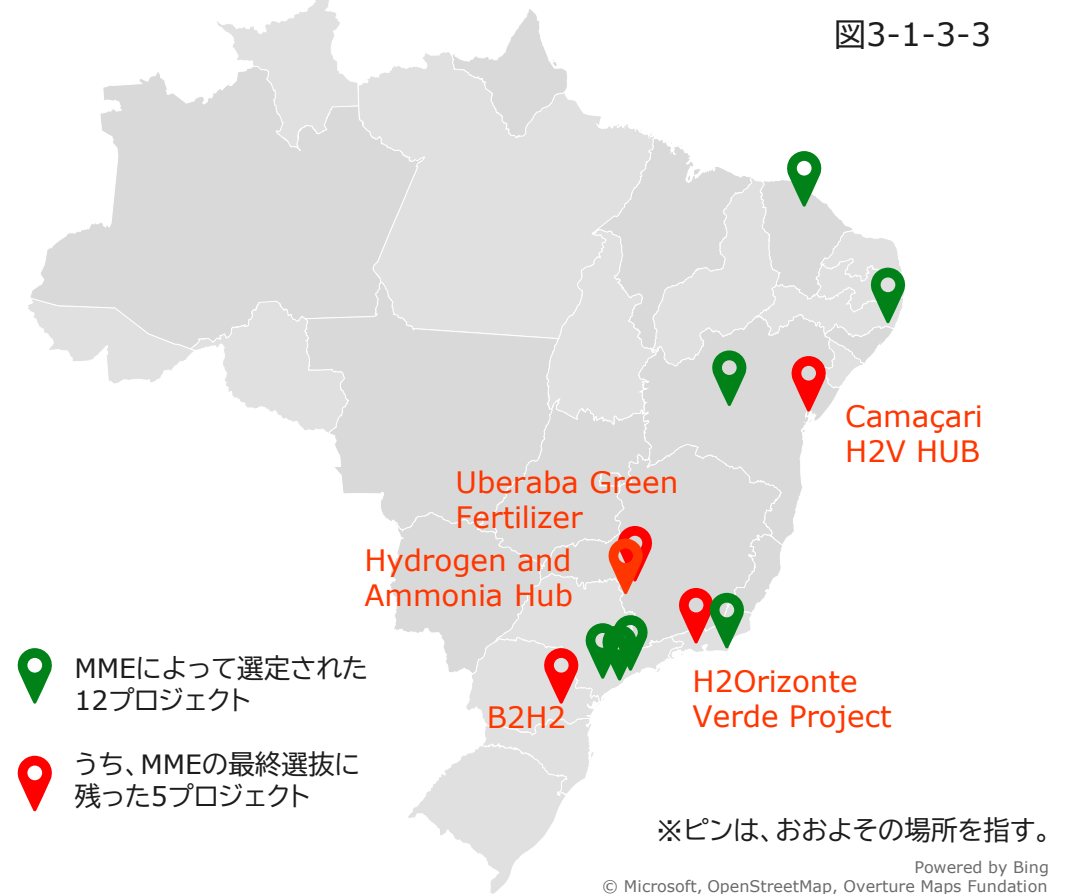 図3-1-3-3
Camaçari
H2V HUB
Uberaba Green
Fertilizer
Hydrogen and
Ammonia Hub
H2Orizonte
Verde Project
B2H2
MMEによって選定された
12プロジェクト
うち、MMEの最終選抜に
残った5プロジェクト
※ピンは、おおよその場所を指す。
Powered by Bing
© Microsoft, OpenStreetMap, Overture Maps Fundation